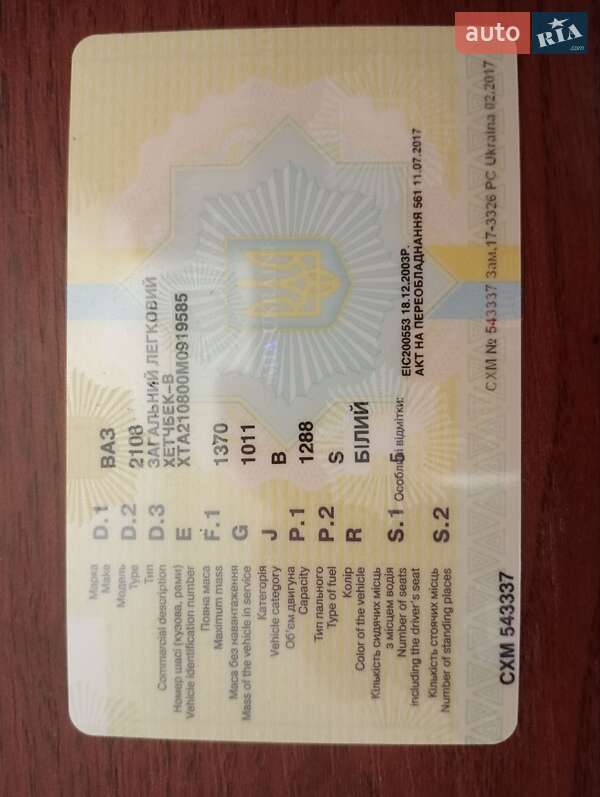 auto RIA .com
Марка D.1 ВАЗ
Make
Модель D.2 2108
Type
Тип D.3 ЗАГАЛЬНИЙ ЛЕГКОВИЙ
Commercial description ХЕТЧБЕК-В
Номер шасі (кузова, рами) E XTA210800M0919585
Vehicle identification number
Повна маса F.1 1370
Maximum mass
Маса без навантаження G 1011
Mass of the vehicle in service
Категорія J B
Vehicle category
Об'єм двигуна P.1 1288
Capacity
Тип пального P.2 S
Type of fuel
Колір R БІЛИЙ
Color of the vehicle
Кількість сидячих місць S.1 5
з місцем водія
Number of seats
including the driver's seat
Кількість стоячих місць S.2
Number of standing places
Особливі відмітки:
ЕІС200553 18.12.2003Р.
АКТ НА ПЕРЕОБЛАДНАННЯ 561 11.07.2017
СХМ 543337
СХМ № 543337 Зам.17-3326 РС Ukraina 02.2017